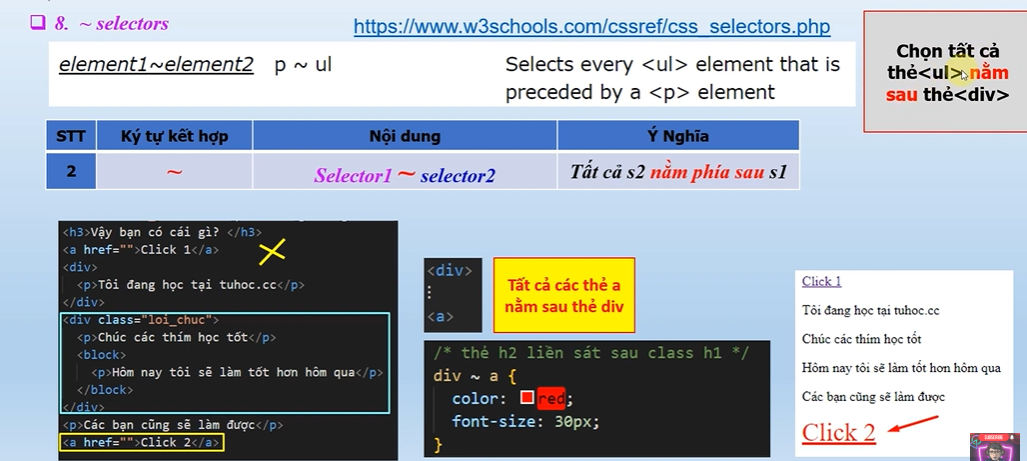 8. ~ selectors
https://www.w3schools.com/cssref/css_selectors.php
element1~element2 p ~ ul Selects every <ul> element that is
preceded by a <p> element
Chọn tất cả
thẻ<ul> nằm
sau thẻ<div>
STT Ký tự kết hợp Nội dung Ý Nghĩa
2 ~ Selector1 ~ selector2 Tất cả s2 nằm phía sau s1
<h3>Vậy bạn có cái gì? </h3>
<a href="">Click 1</a>
<div>
<p>Tôi đang học tại tuhoc.cc</p>
</div>
<div class="loi_chuc">
<p>Chúc các thím học tốt</p>
<block>
<p>Hôm nay tôi sẽ làm tốt hơn hôm qua</p>
</block>
</div>
<p>Các bạn cũng sẽ làm được</p>
<a href="">Click 2</a>
<div>
⋮
<a>
Tất cả các thẻ a
nằm sau thẻ div
/* thẻ h2 liền sát sau class h1 */
div ~ a {
color: red;
font-size: 30px;
}
Click 1
Tôi đang học tại tuhoc.cc
Chúc các thím học tốt
Hôm nay tôi sẽ làm tốt hơn hôm qua
Các bạn cũng sẽ làm được
Click 2
SUBSCRIBE